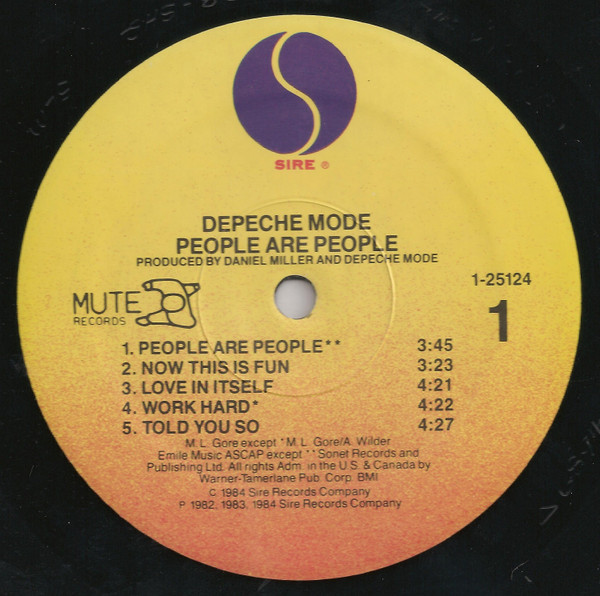 SIRE ®
DEPECHE MODE
PEOPLE ARE PEOPLE
PRODUCED BY DANIEL MILLER AND DEPECHE MODE
MUTE
RECORDS
1-25124
1
1. PEOPLE ARE PEOPLE** 3:45
2. NOW THIS IS FUN 3:23
3. LOVE IN ITSELF 4:21
4. WORK HARD* 4:22
5. TOLD YOU SO 4:27
M. L. Gore except *M. L. Gore/A. Wilder
Emile Music ASCAP except **Sonet Records and
Publishing Ltd. All rights Adm. in the U.S. & Canada by
Warner-Tamerlane Pub. Corp. BMI
C 1984 Sire Records Company
P 1982, 1983, 1984 Sire Records Company